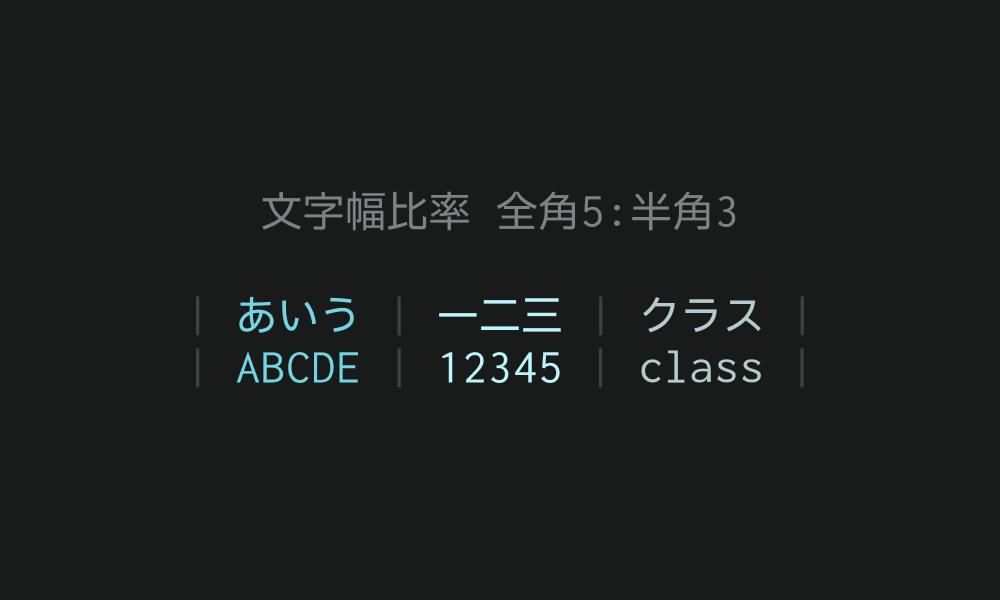 文字幅比率 全角5:半角3
| あいう | 一二三 | クラス |
| ABCDE | 12345 | class |